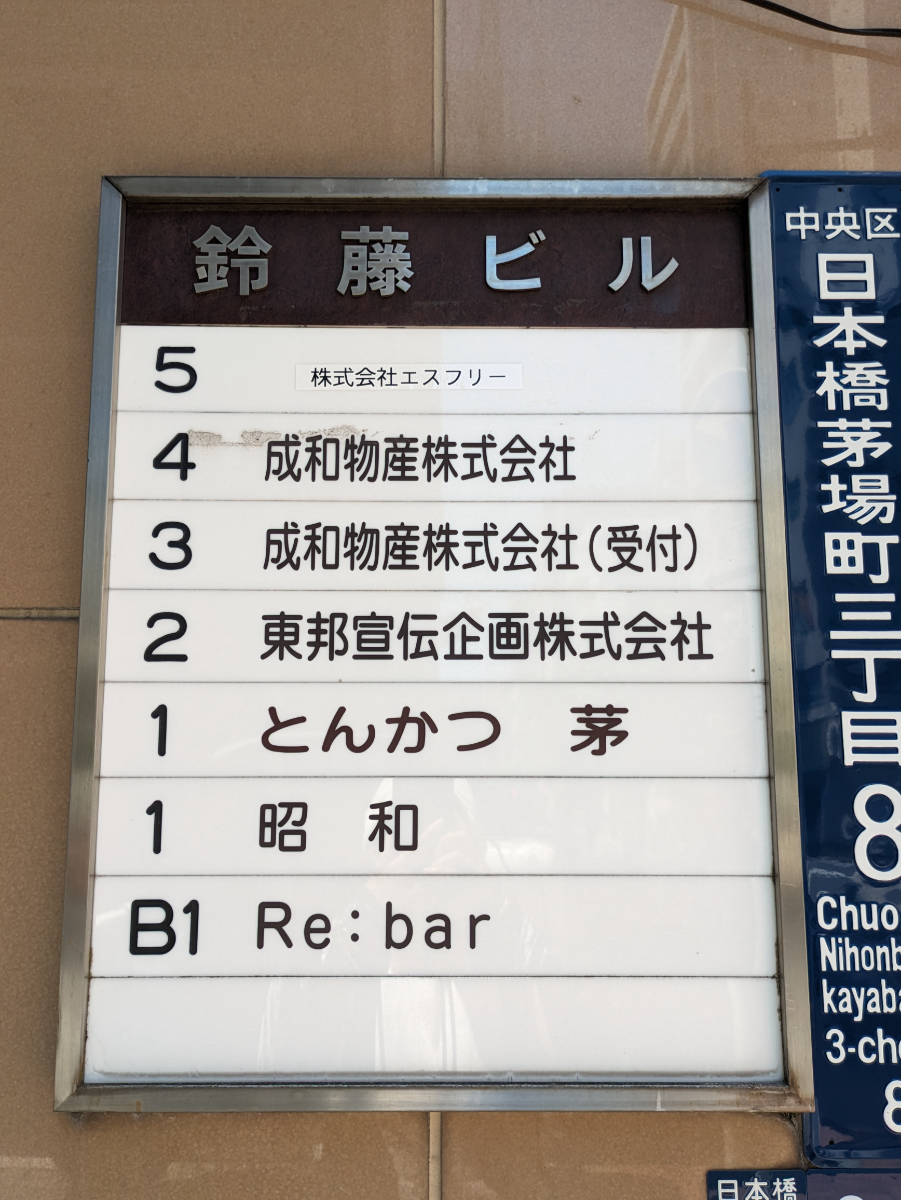 鈴藤ビル
5 株式会社エスフリー
4 成和物産株式会社
3 成和物産株式会社(受付)
2 東邦宣伝企画株式会社
1 とんかつ 茅
1 昭 和
B1 Re:bar
中央区
日本橋茅場町三丁目
8
Chuo
Nihonb
kayaba
3-cho
8
日本橋